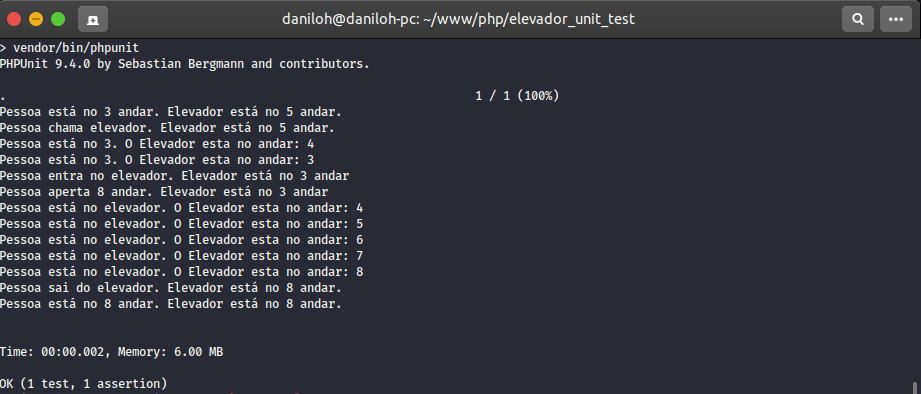 daniloh@daniloh-pc: ~/www/php/elevador_unit_test
> vendor/bin/phpunit
PHPUnit 9.4.0 by Sebastian Bergmann and contributors.
. 1 / 1 (100%)
Pessoa está no 3 andar. Elevador está no 5 andar.
Pessoa chama elevador. Elevador está no 5 andar.
Pessoa está no 3. O Elevador esta no andar: 4
Pessoa está no 3. O Elevador esta no andar: 3
Pessoa entra no elevador. Elevador está no 3 andar
Pessoa aperta 8 andar. Elevador está no 3 andar
Pessoa está no elevador. O Elevador esta no andar: 4
Pessoa está no elevador. O Elevador esta no andar: 5
Pessoa está no elevador. O Elevador esta no andar: 6
Pessoa está no elevador. O Elevador esta no andar: 7
Pessoa está no elevador. O Elevador esta no andar: 8
Pessoa sai do elevador. Elevador está no 8 andar.
Pessoa está no 8 andar. Elevador está no 8 andar.
Time: 00:00.002, Memory: 6.00 MB
OK (1 test, 1 assertion)